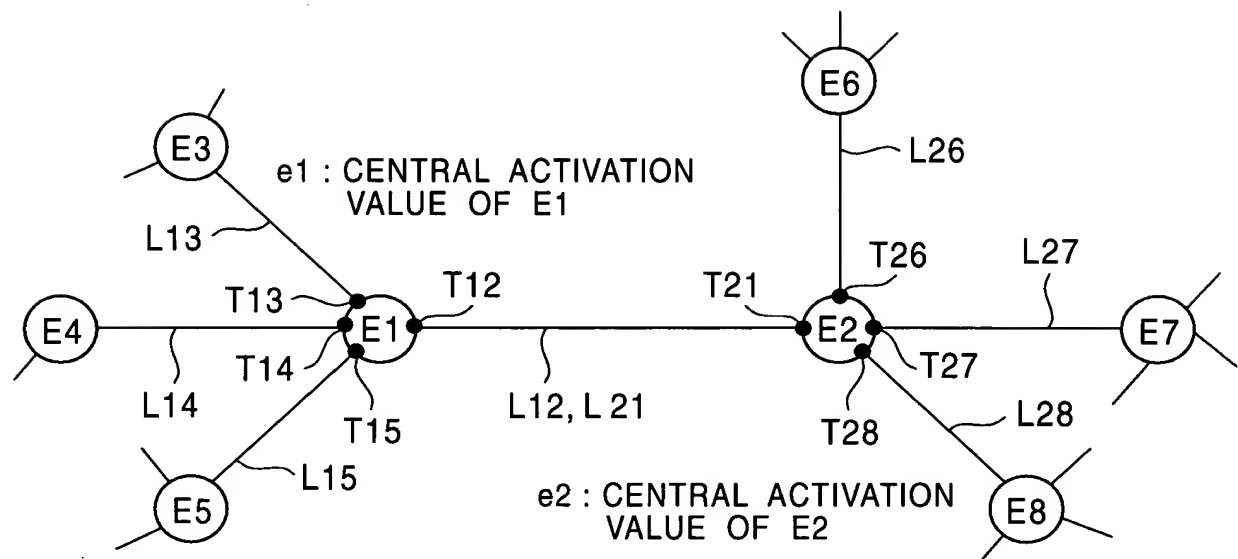 E6
E3
L26
e1 : CENTRAL ACTIVATION
VALUE OF E1
L13
T26
L27
T13
T12
T21
E4
E1
E2
E7
T14
T27
L14
T15
L12, L21
T28
L28
L15
E5
e2 : CENTRAL ACTIVATION
VALUE OF E2
E8